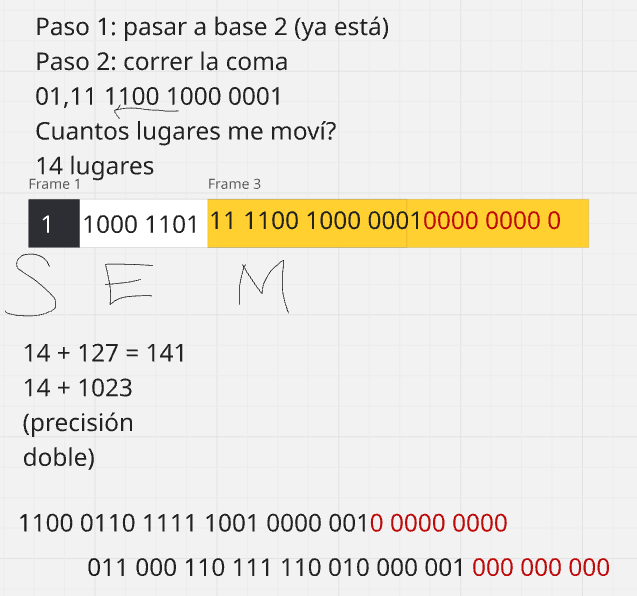 Paso 1: pasar a base 2 (ya está)
Paso 2: correr la coma
01,11 1100 1000 0001
Cuantos lugares me moví?
14 lugares
Frame 1 Frame 3
1 1000 1101 11 1100 1000 00010000 0000 0
S E M
14 + 127 = 141
14 + 1023
(precisión
doble)
1100 0110 1111 1001 0000 0010 0000 0000
011 000 110 111 110 010 000 001 000 000 000